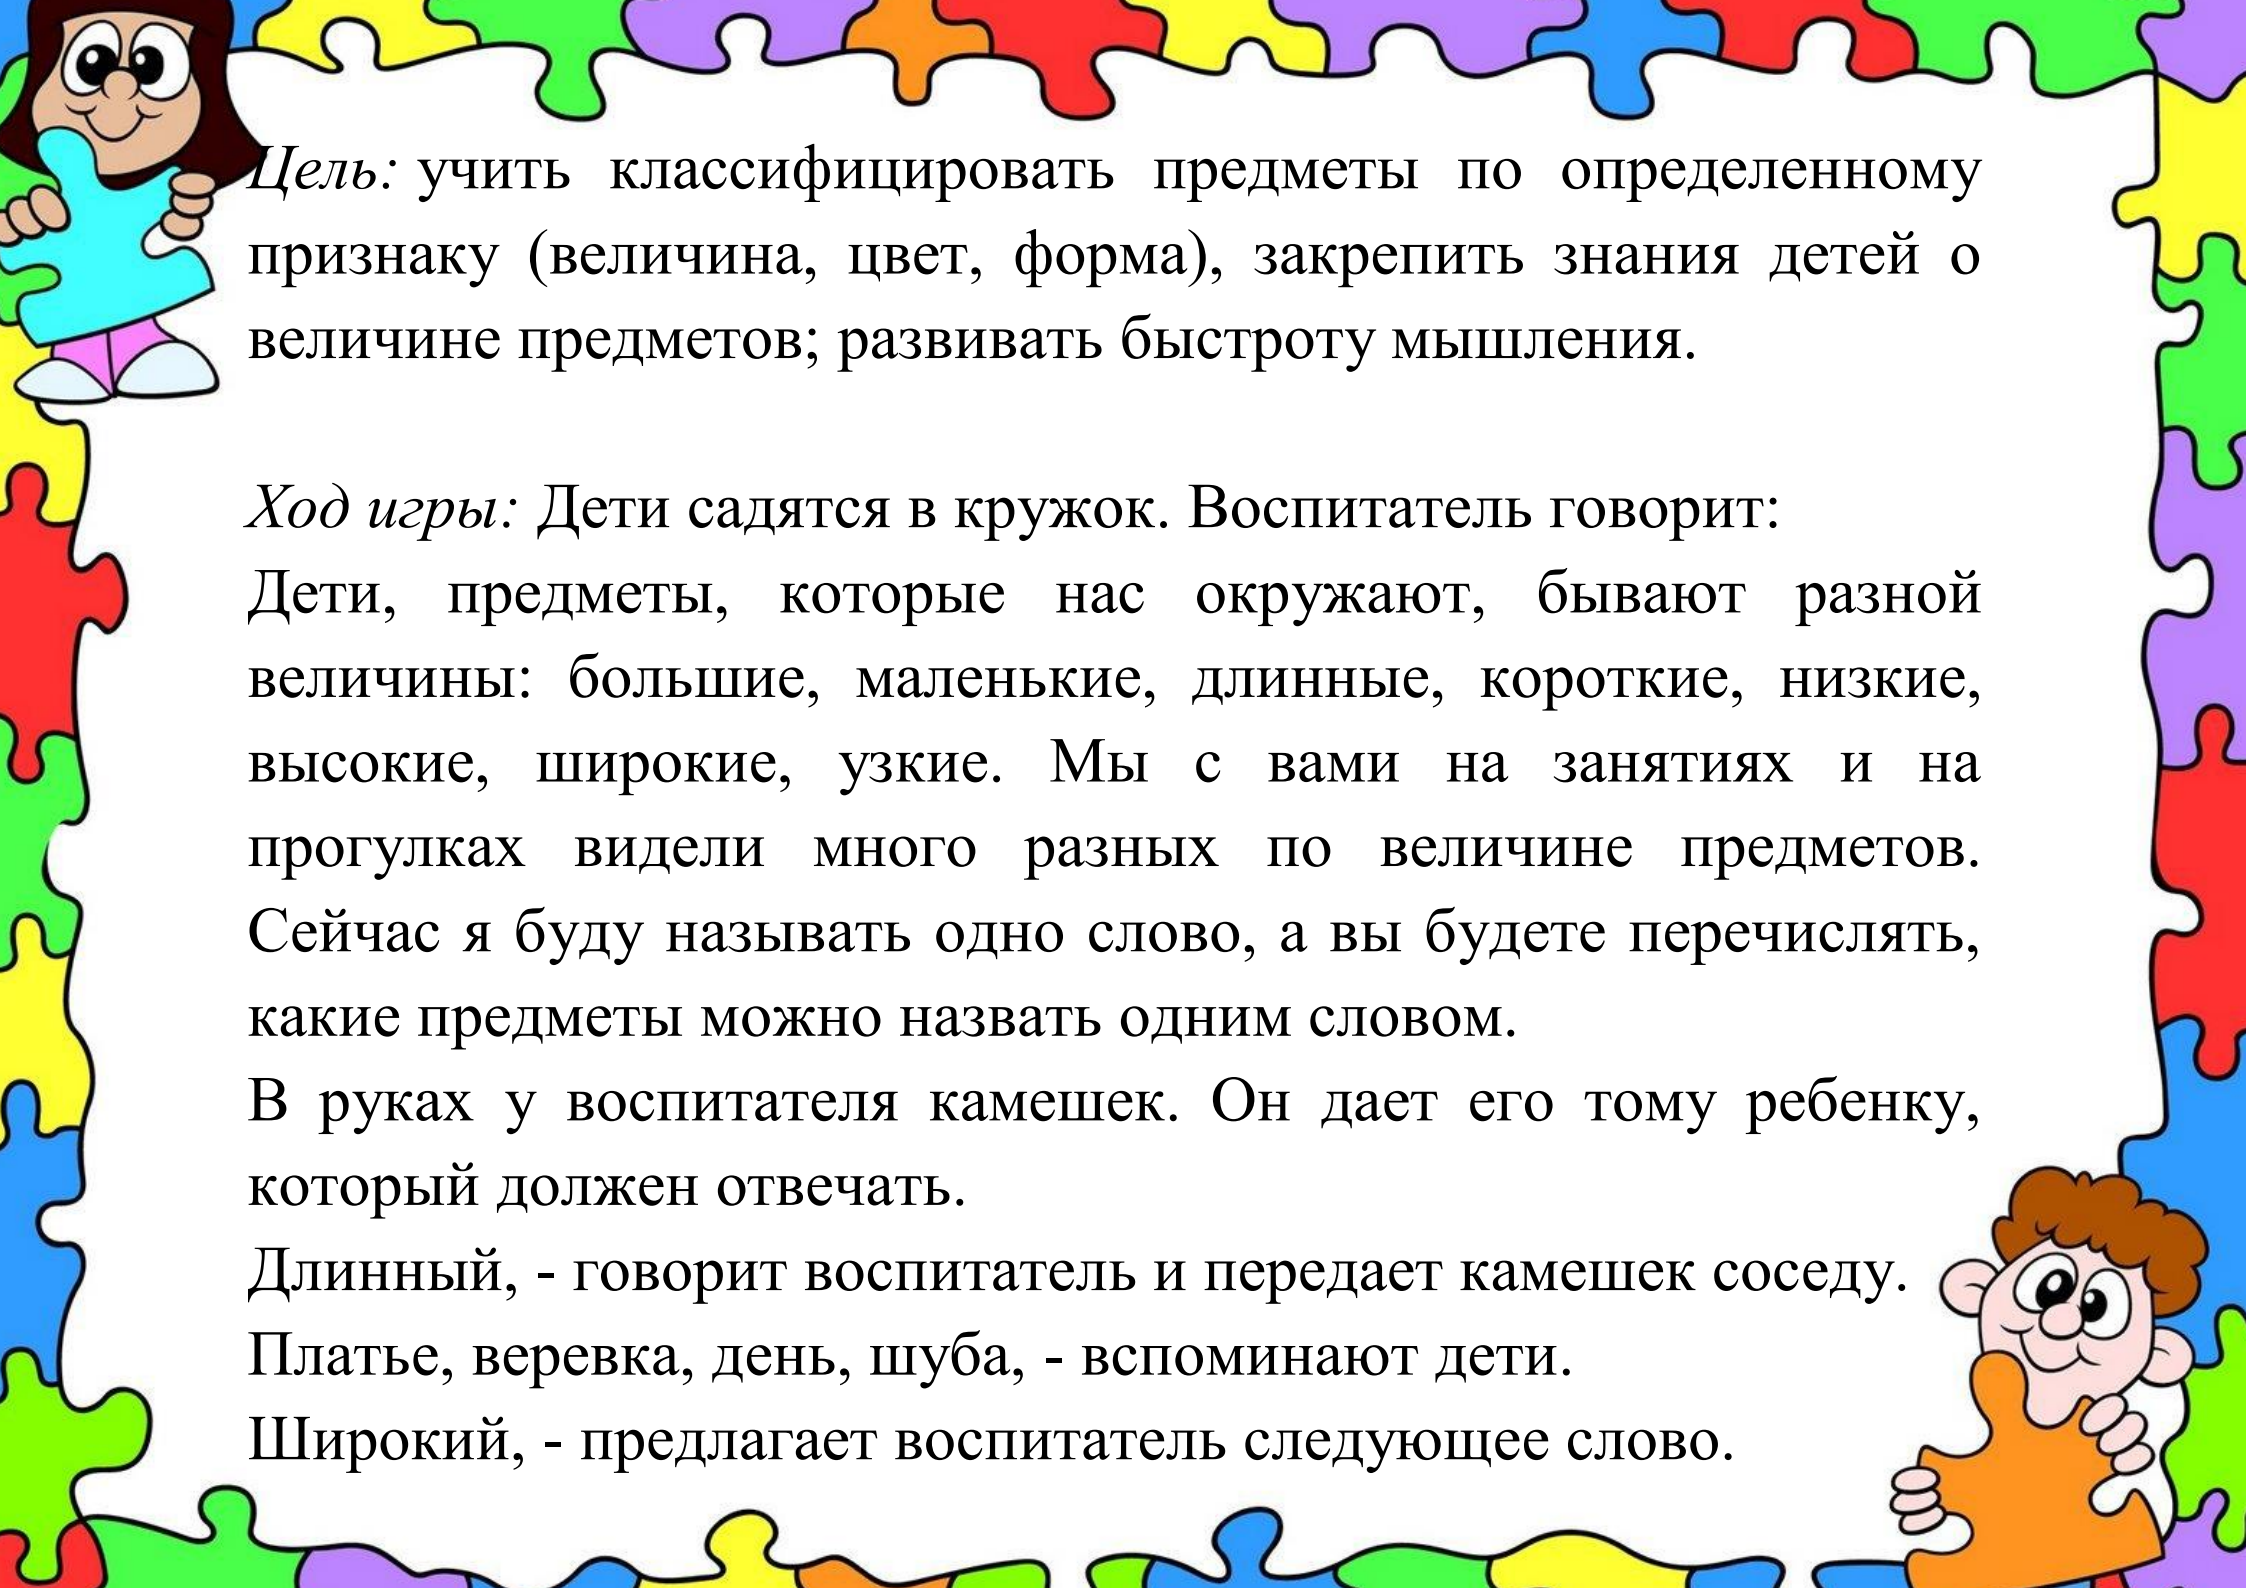 Цель: учить классифицировать предметы по определенному
признаку (величина, цвет, форма), закрепить знания детей о
величине предметов; развивать быстроту мышления.
Ход игры: Дети садятся в кружок. Воспитатель говорит:
Дети, предметы, которые нас окружают, бывают разной
величины: большие, маленькие, длинные, короткие, низкие,
высокие, широкие, узкие. Мы с вами на занятиях и на
прогулках видели много разных по величине предметов.
Сейчас я буду называть одно слово, а вы будете перечислять,
какие предметы можно назвать одним словом.
В руках у воспитателя камешек. Он дает его тому ребенку,
который должен отвечать.
Длинный, - говорит воспитатель и передает камешек соседу.
Платье, веревка, день, шуба, - вспоминают дети.
Широкий, - предлагает воспитатель следующее слово.